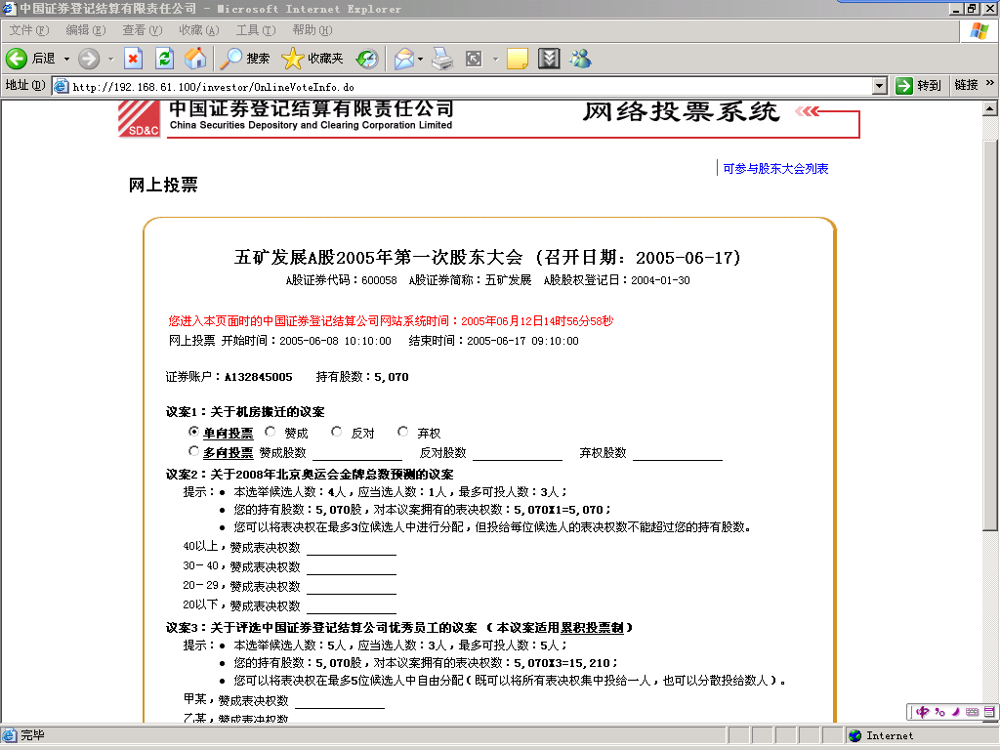 中国证券登记结算有限责任公司 - Microsoft Internet Explorer
文件(F) 编辑(E) 查看(V) 收藏(A) 工具(T) 帮助(H)
后退 搜索 收藏夹
地址(D) http://192.168.61.100/investor/OnlineVoteInfo.do 转到 链接 »
SD&C 中国证券登记结算有限责任公司 网络投票系统
China Securities Depository and Clearing Corporation Limited
可参与股东大会列表
网上投票
五矿发展A股2005年第一次股东大会 (召开日期: 2005-06-17)
A股证券代码:600058 A股证券简称:五矿发展 A股股权登记日:2004-01-30
您进入本页面时的中国证券登记结算公司网站系统时间:2005年06月12日14时56分58秒
网上投票 开始时间:2005-06-08 10:10:00 结束时间:2005-06-17 09:10:00
证券账户:A132845005 持有股数:5,070
议案1:关于机房搬迁的议案
单向投票 赞成 反对 弃权
多向投票 赞成股数 反对股数 弃权股数
议案2:关于2008年北京奥运会金牌总数预测的议案
提示:● 本选举候选人数:4人,应当选人数:1人,最多可投人数:3人;
● 您的持有股数:5,070股,对本议案拥有的表决权数:5,070X1=5,070;
● 您可以将表决权在最多3位候选人中进行分配,但投给每位候选人的表决权数不能超过您的持有股数。
40以上,赞成表决权数
30-40,赞成表决权数
20-29,赞成表决权数
20以下,赞成表决权数
议案3:关于评选中国证券登记结算公司优秀员工的议案 (本议案适用累积投票制)
提示:● 本选举候选人数:5人,应当选人数:3人,最多可投人数:5人;
● 您的持有股数:5,070股,对本议案拥有的表决权数:5,070X3=15,210;
● 您可以将表决权在最多5位候选人中自由分配(既可以将所有表决权集中投给一人,也可以分散投给数人)。
甲某,赞成表决权数
乙某,赞成表决权数
中
完毕 Internet